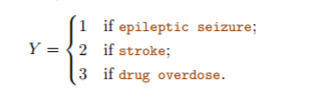 1 if epileptic seizure;
Y = 2 if stroke;
3 if drug overdose.